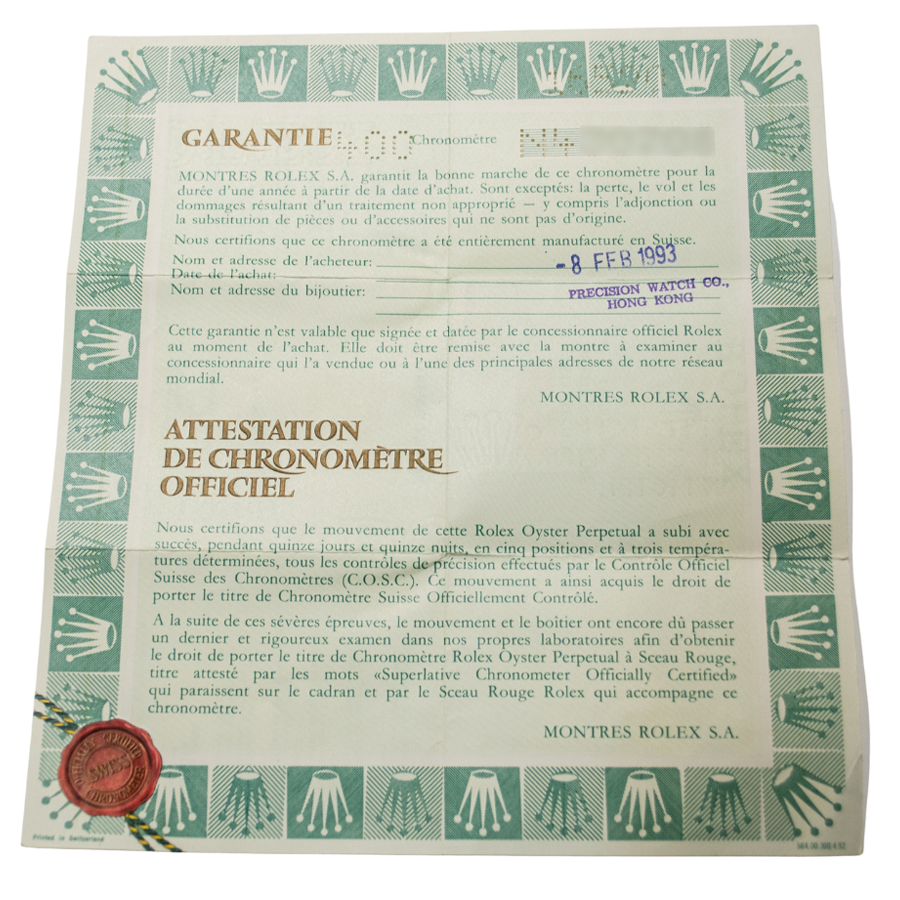 GARANTIE 400 Chronomètre N4
MONTRES ROLEX S.A. garantit la bonne marche de ce chronomètre pour la
durée d'une année à partir de la date d'achat. Sont exceptés: la perte, le vol et les
dommages résultant d'un traitement non approprié — y compris l'adjonction ou
la substitution de pièces ou d'accessoires qui ne sont pas d'origine.
Nous certifions que ce chronomètre a été entièrement manufacturé en Suisse.
Nom et adresse de l'acheteur:
-8 FEB 1993
Date de l'achat:
Nom et adresse du bijoutier:
PRECISION WATCH CO.,
HONG KONG
Cette garantie n'est valable que signée et datée par le concessionnaire officiel Rolex
au moment de l'achat. Elle doit être remise avec la montre à examiner au
concessionnaire qui l'a vendue ou à l'une des principales adresses de notre réseau
mondial.
MONTRES ROLEX S.A.
ATTESTATION
DE CHRONOMÈTRE
OFFICIEL
Nous certifions que le mouvement de cette Rolex Oyster Perpetual a subi avec
succès, pendant quinze jours et quinze nuits, en cinq positions et à trois tempéra-
tures déterminées, tous les contrôles de précision effectués par le Contrôle Officiel
Suisse des Chronomètres (C.O.S.C.). Ce mouvement a ainsi acquis le droit de
porter le titre de Chronomètre Suisse Officiellement Contrôlé.
A la suite de ces sévères épreuves, le mouvement et le boîtier ont encore dû passer
un dernier et rigoureux examen dans nos propres laboratoires afin d'obtenir
le droit de porter le titre de Chronomètre Rolex Oyster Perpetual à Sceau Rouge,
titre attesté par les mots «Superlative Chronometer Officially Certified»
qui paraissent sur le cadran et par le Sceau Rouge Rolex qui accompagne ce
chronomètre.
MONTRES ROLEX S.A.
OFFICIALLY CERTIFIED
SWISS
CHRONOMETER
Printed in Switzerland